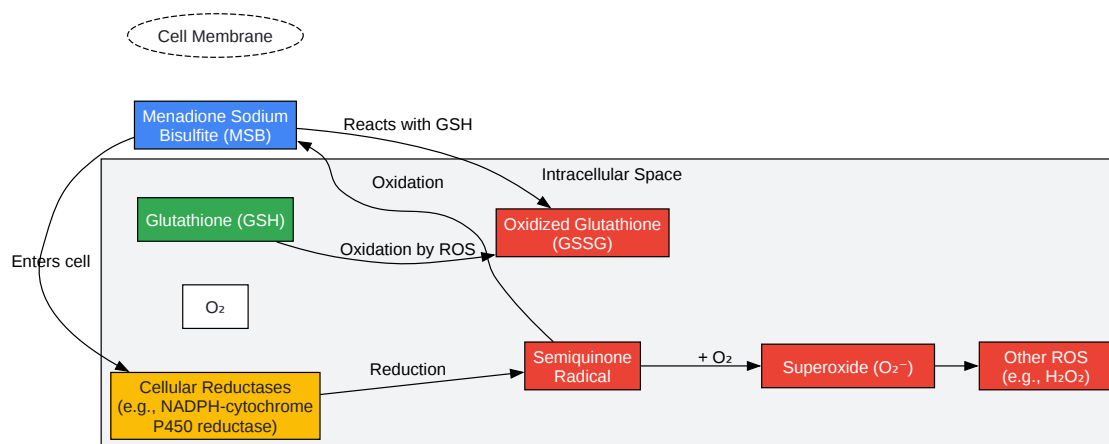 Cell Membrane
Menadione Sodium
Bisulfite (MSB)
Reacts with GSH
Oxidation
Intracellular Space
Glutathione (GSH)
Oxidized Glutathione
(GSSG)
Oxidation by ROS
Enters cell
O₂
Cellular Reductases
(e.g., NADPH-cytochrome
P450 reductase)
Reduction
Semiquinone
Radical
+ O₂
Superoxide (O₂⁻)
Other ROS
(e.g., H₂O₂)